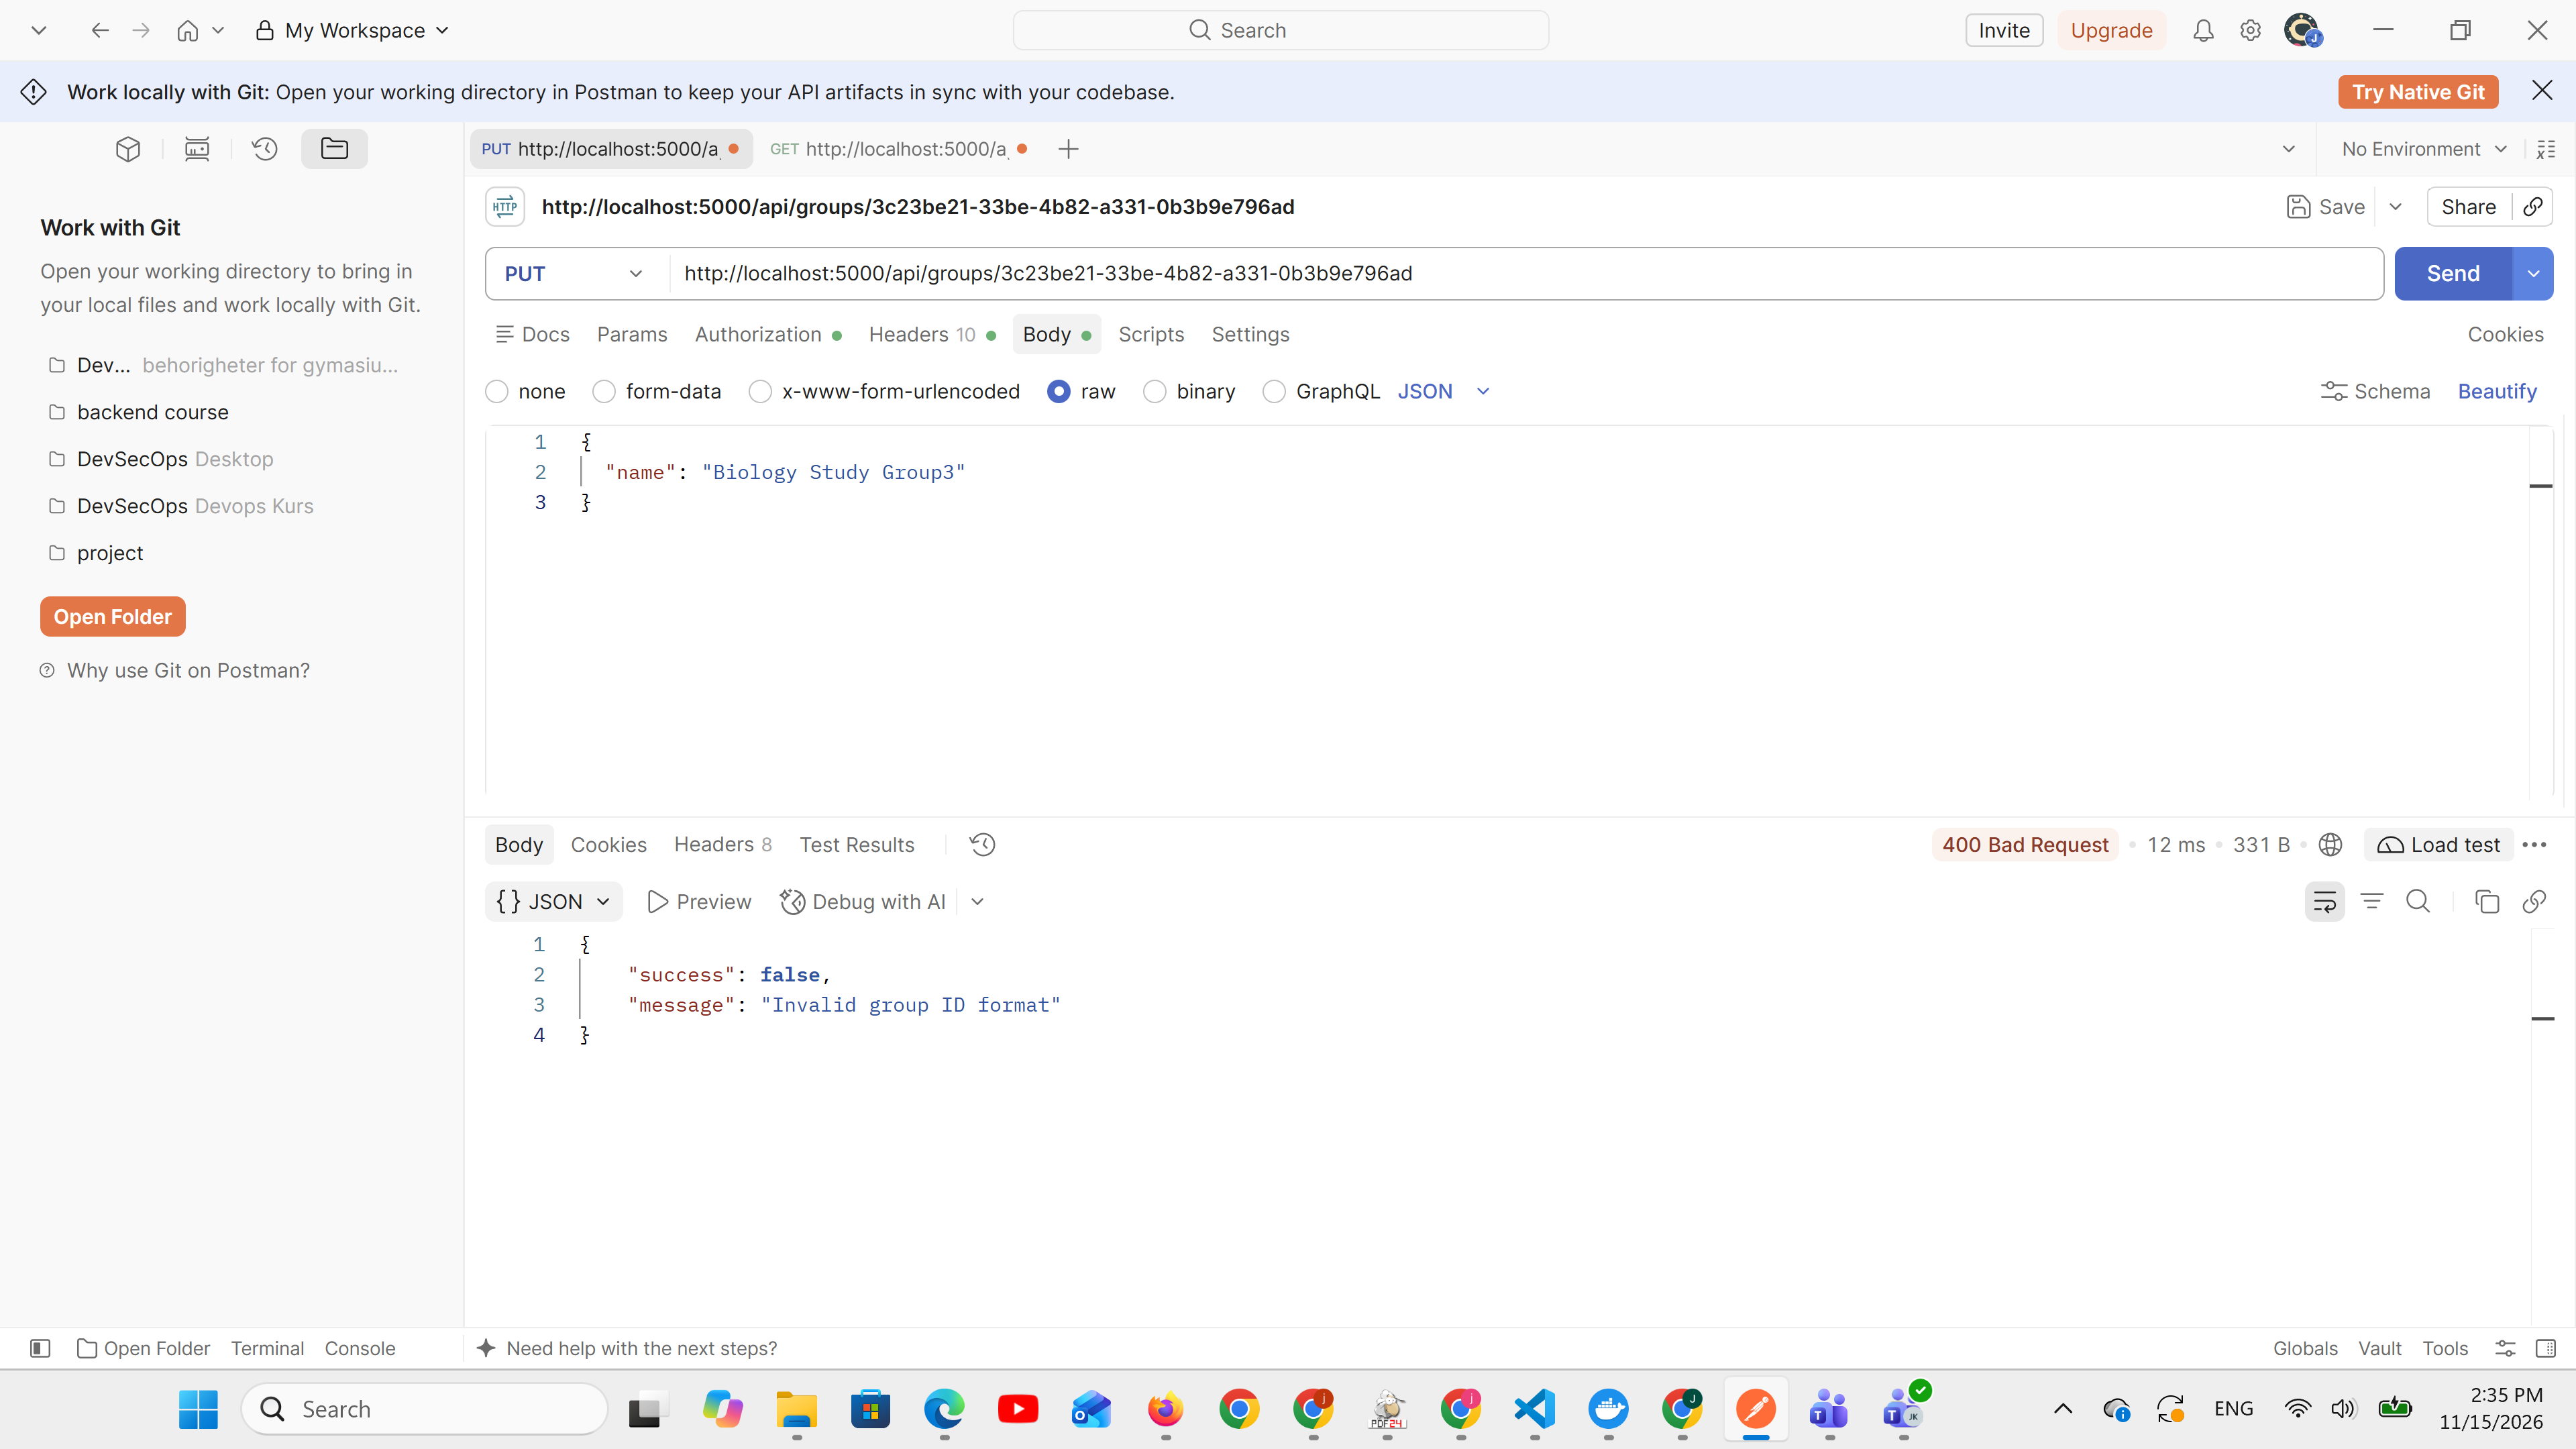 My Workspace
Search
Invite
Upgrade
J
Work locally with Git: Open your working directory in Postman to keep your API artifacts in sync with your codebase.
Try Native Git
PUT http://localhost:5000/a
GET http://localhost:5000/a
No Environment
Work with Git
Open your working directory to bring in
your local files and work locally with Git.
Dev... behorigheter for gymasiu...
backend course
DevSecOps Desktop
DevSecOps Devops Kurs
project
Open Folder
Why use Git on Postman?
HTTP http://localhost:5000/api/groups/3c23be21-33be-4b82-a331-0b3b9e796ad
Save
Share
PUT http://localhost:5000/api/groups/3c23be21-33be-4b82-a331-0b3b9e796ad
Send
Docs Params Authorization Headers 10 Body Scripts Settings
Cookies
none form-data x-www-form-urlencoded raw binary GraphQL JSON
Schema Beautify
1 {
2 "name": "Biology Study Group3"
3 }
Body Cookies Headers 8 Test Results
400 Bad Request 12 ms 331 B Load test
{ } JSON Preview Debug with AI
1 {
2 "success": false,
3 "message": "Invalid group ID format"
4 }
Open Folder Terminal Console
Need help with the next steps?
Globals Vault Tools
Search
j
PDF24
j
J
T
T
JK
ENG
2:35 PM
11/15/2026